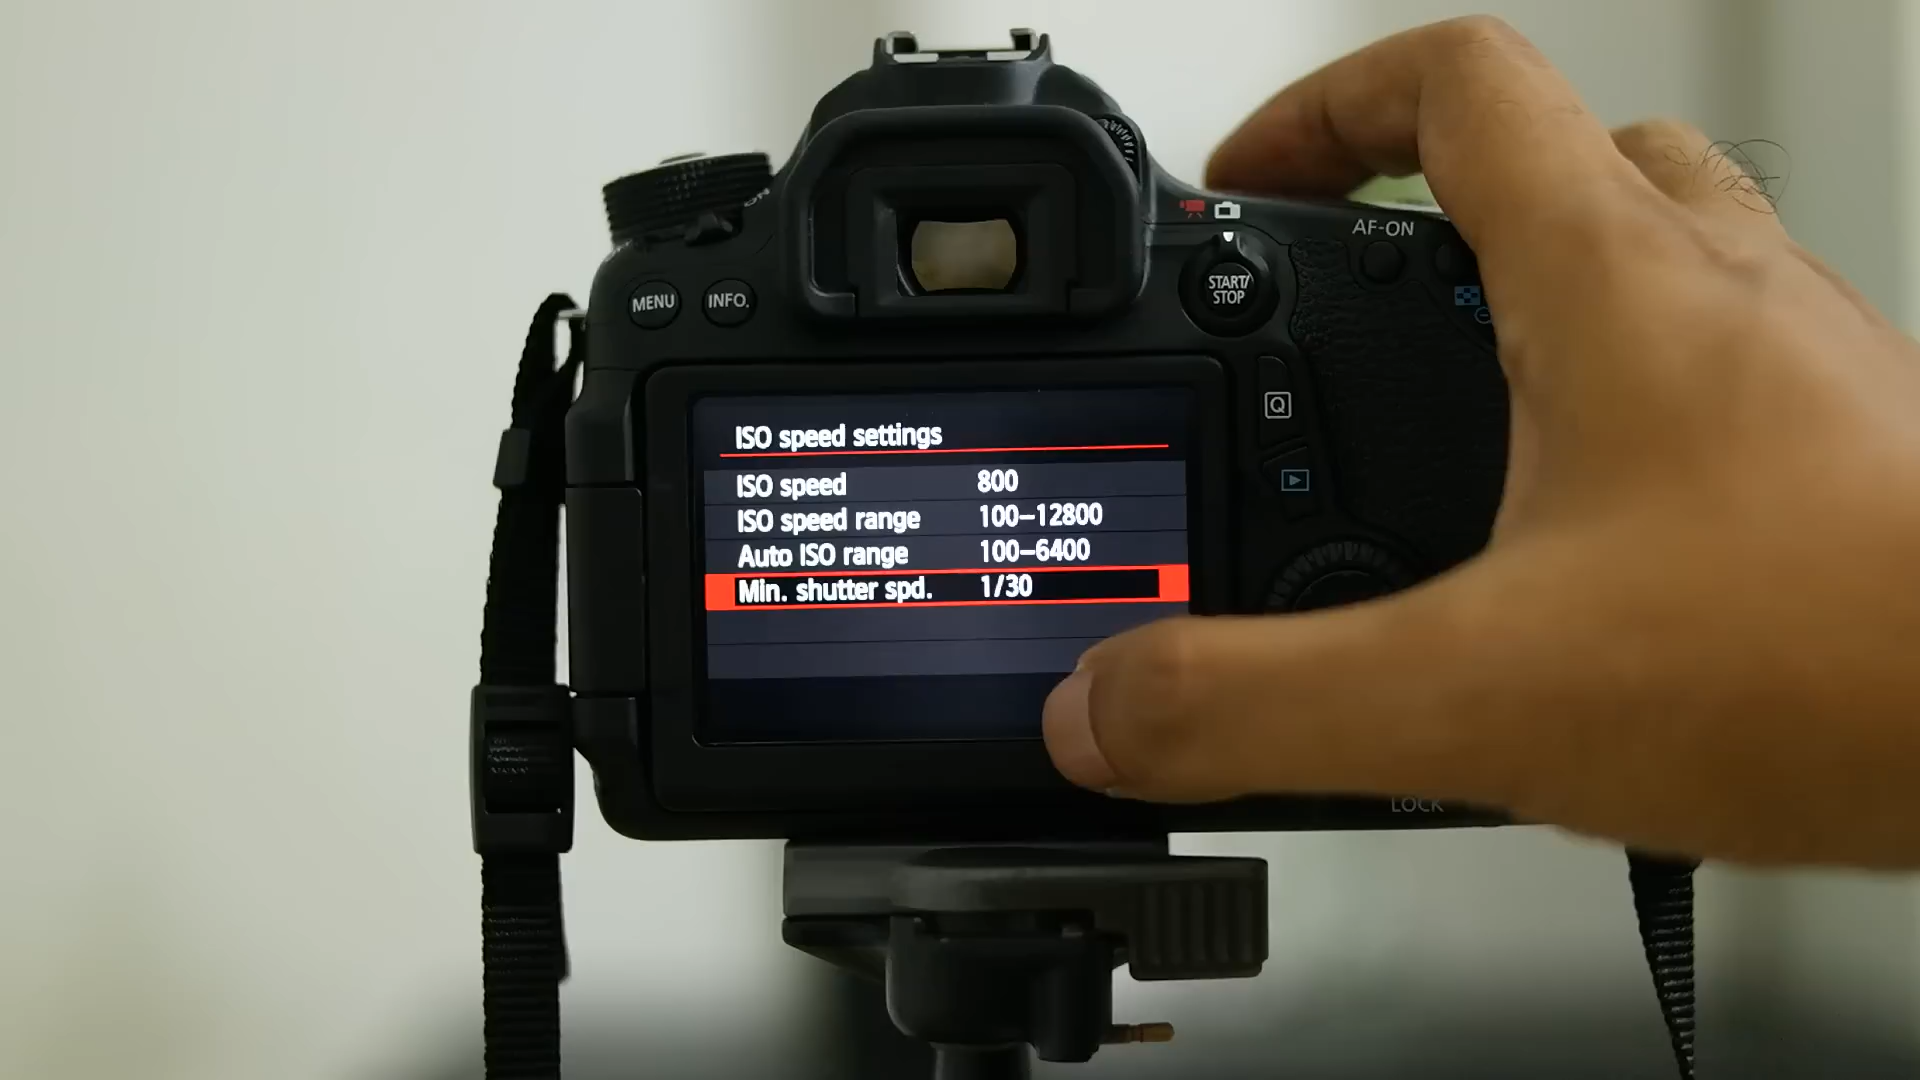 ON
MENU
INFO.
START/
STOP
AF-ON
Q
ISO speed settings
ISO speed 800
ISO speed range 100–12800
Auto ISO range 100–6400
Min. shutter spd. 1/30
LOCK